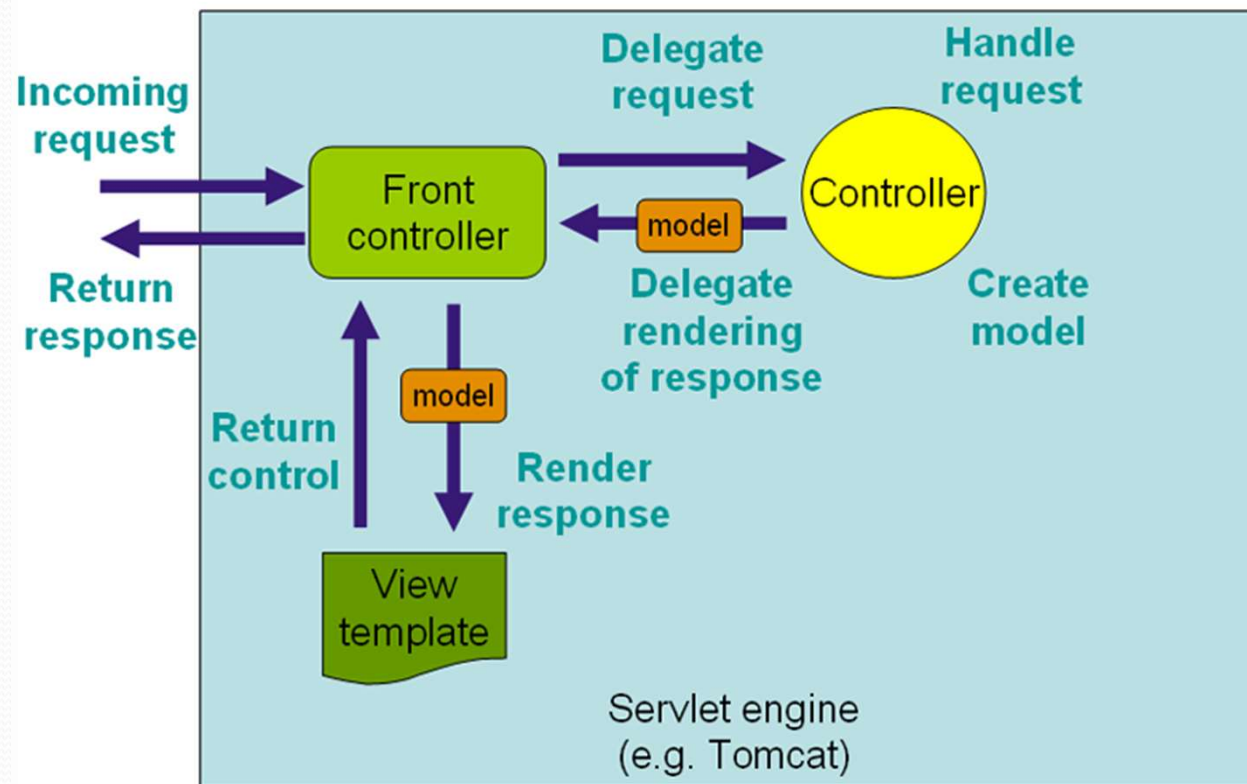 Incoming
request
Return
response
Front
controller
Delegate
request
Handle
request
Controller
model
Delegate
rendering
of response
Create
model
model
Return
control
Render
response
View
template
Servlet engine
(e.g. Tomcat)